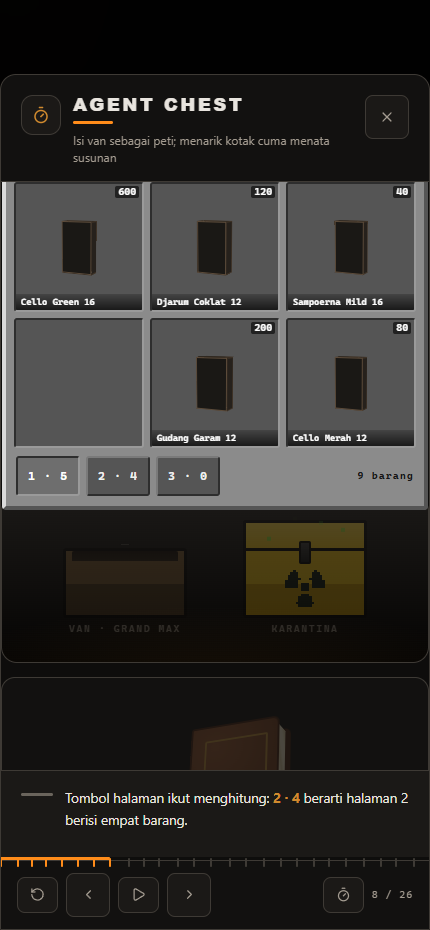 AGENT CHEST
Isi van sebagai peti; menarik kotak cuma menata
susunan
600
120
40
Cello Green 16
Djarum Coklat 12
Sampoerna Mild 16
200
80
Gudang Garam 12
Cello Merah 12
1 · 5
2 · 4
3 · 0
9 barang
VAN · GRAND MAX
KARANTINA
Tombol halaman ikut menghitung: 2 · 4 berarti halaman 2
berisi empat barang.
8 / 26